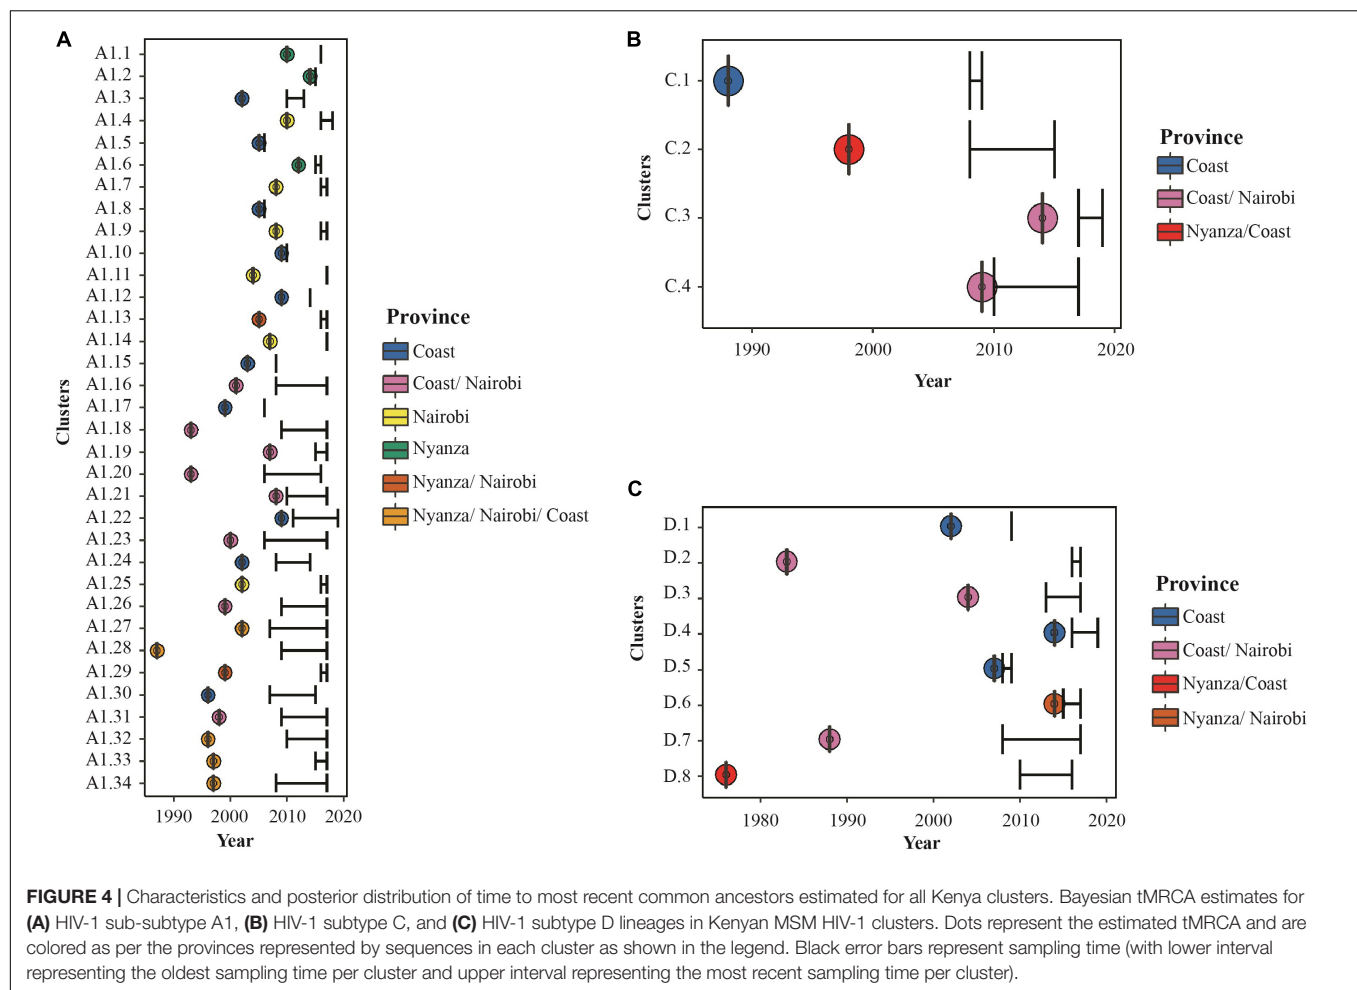 A
A1.1
A1.2
A1.3
A1.4
A1.5
A1.6
A1.7
A1.8
A1.9
A1.10
A1.11
A1.12
A1.13
A1.14
A1.15
A1.16
A1.17
A1.18
A1.19
A1.20
A1.21
A1.22
A1.23
A1.24
A1.25
A1.26
A1.27
A1.28
A1.29
A1.30
A1.31
A1.32
A1.33
A1.34
Clusters
1990 2000 2010 2020
Year
Province
Coast
Coast/ Nairobi
Nairobi
Nyanza
Nyanza/ Nairobi
Nyanza/ Nairobi/ Coast
B
C.1
C.2
C.3
C.4
Clusters
1990 2000 2010 2020
Year
Province
Coast
Coast/ Nairobi
Nyanza/Coast
C
D.1
D.2
D.3
D.4
D.5
D.6
D.7
D.8
Clusters
1980 1990 2000 2010 2020
Year
Province
Coast
Coast/ Nairobi
Nyanza/Coast
Nyanza/ Nairobi
FIGURE 4 | Characteristics and posterior distribution of time to most recent common ancestors estimated for all Kenya clusters. Bayesian tMRCA estimates for
(A) HIV-1 sub-subtype A1, (B) HIV-1 subtype C, and (C) HIV-1 subtype D lineages in Kenyan MSM HIV-1 clusters. Dots represent the estimated tMRCA and are
colored as per the provinces represented by sequences in each cluster as shown in the legend. Black error bars represent sampling time (with lower interval
representing the oldest sampling time per cluster and upper interval representing the most recent sampling time per cluster).